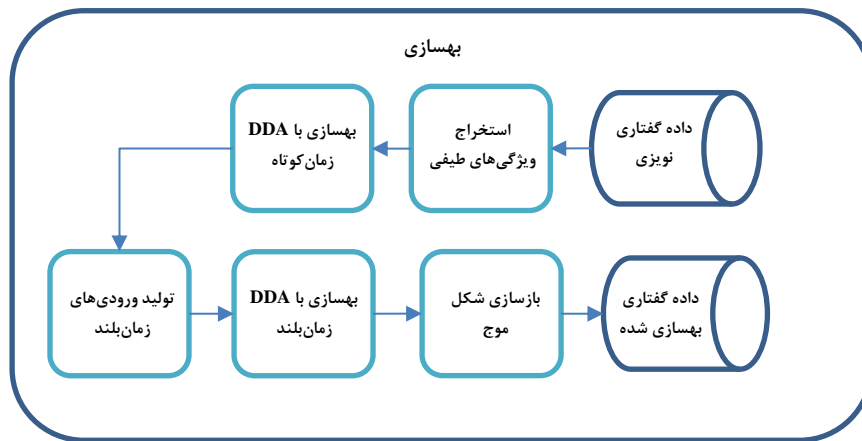 بهسازی
داده گفتاری
نویزی
استخراج
ویژگی‌های طیفی
بهسازی با DDA
زمان‌کوتاه
تولید ورودی‌های
زمان‌بلند
بهسازی با DDA
زمان‌بلند
بازسازی شکل
موج
داده گفتاری
بهسازی شده